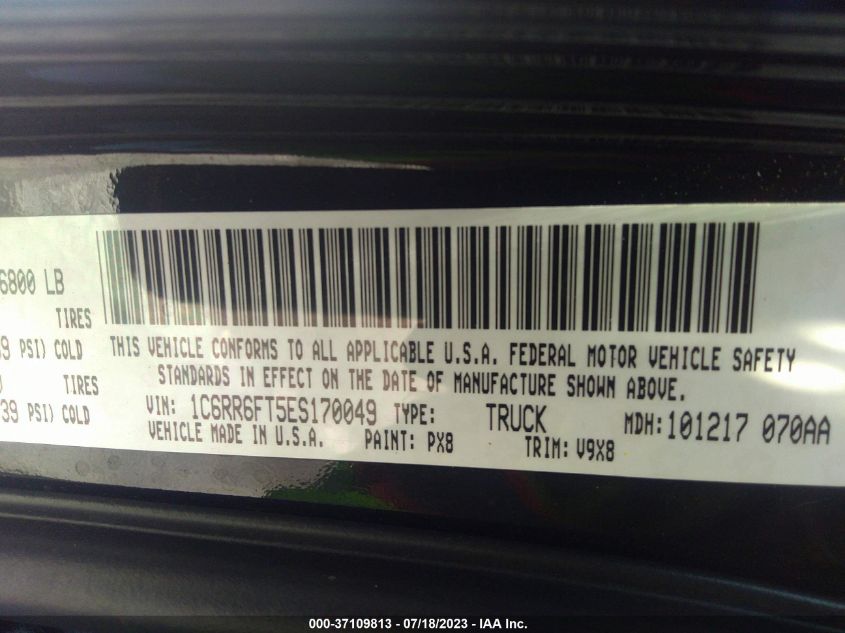 6800 LB
TIRES
39 PSI) COLD
TIRES
39 PSI) COLD
THIS VEHICLE CONFORMS TO ALL APPLICABLE U.S.A. FEDERAL MOTOR VEHICLE SAFETY
STANDARDS IN EFFECT ON THE DATE OF MANUFACTURE SHOWN ABOVE.
VIN: 1C6RR6FT5ES170049 TYPE: TRUCK MDH: 101217 070AA
VEHICLE MADE IN U.S.A. PAINT: PX8 TRIM: V9X8
000-37109813 - 07/18/2023 - IAA Inc.